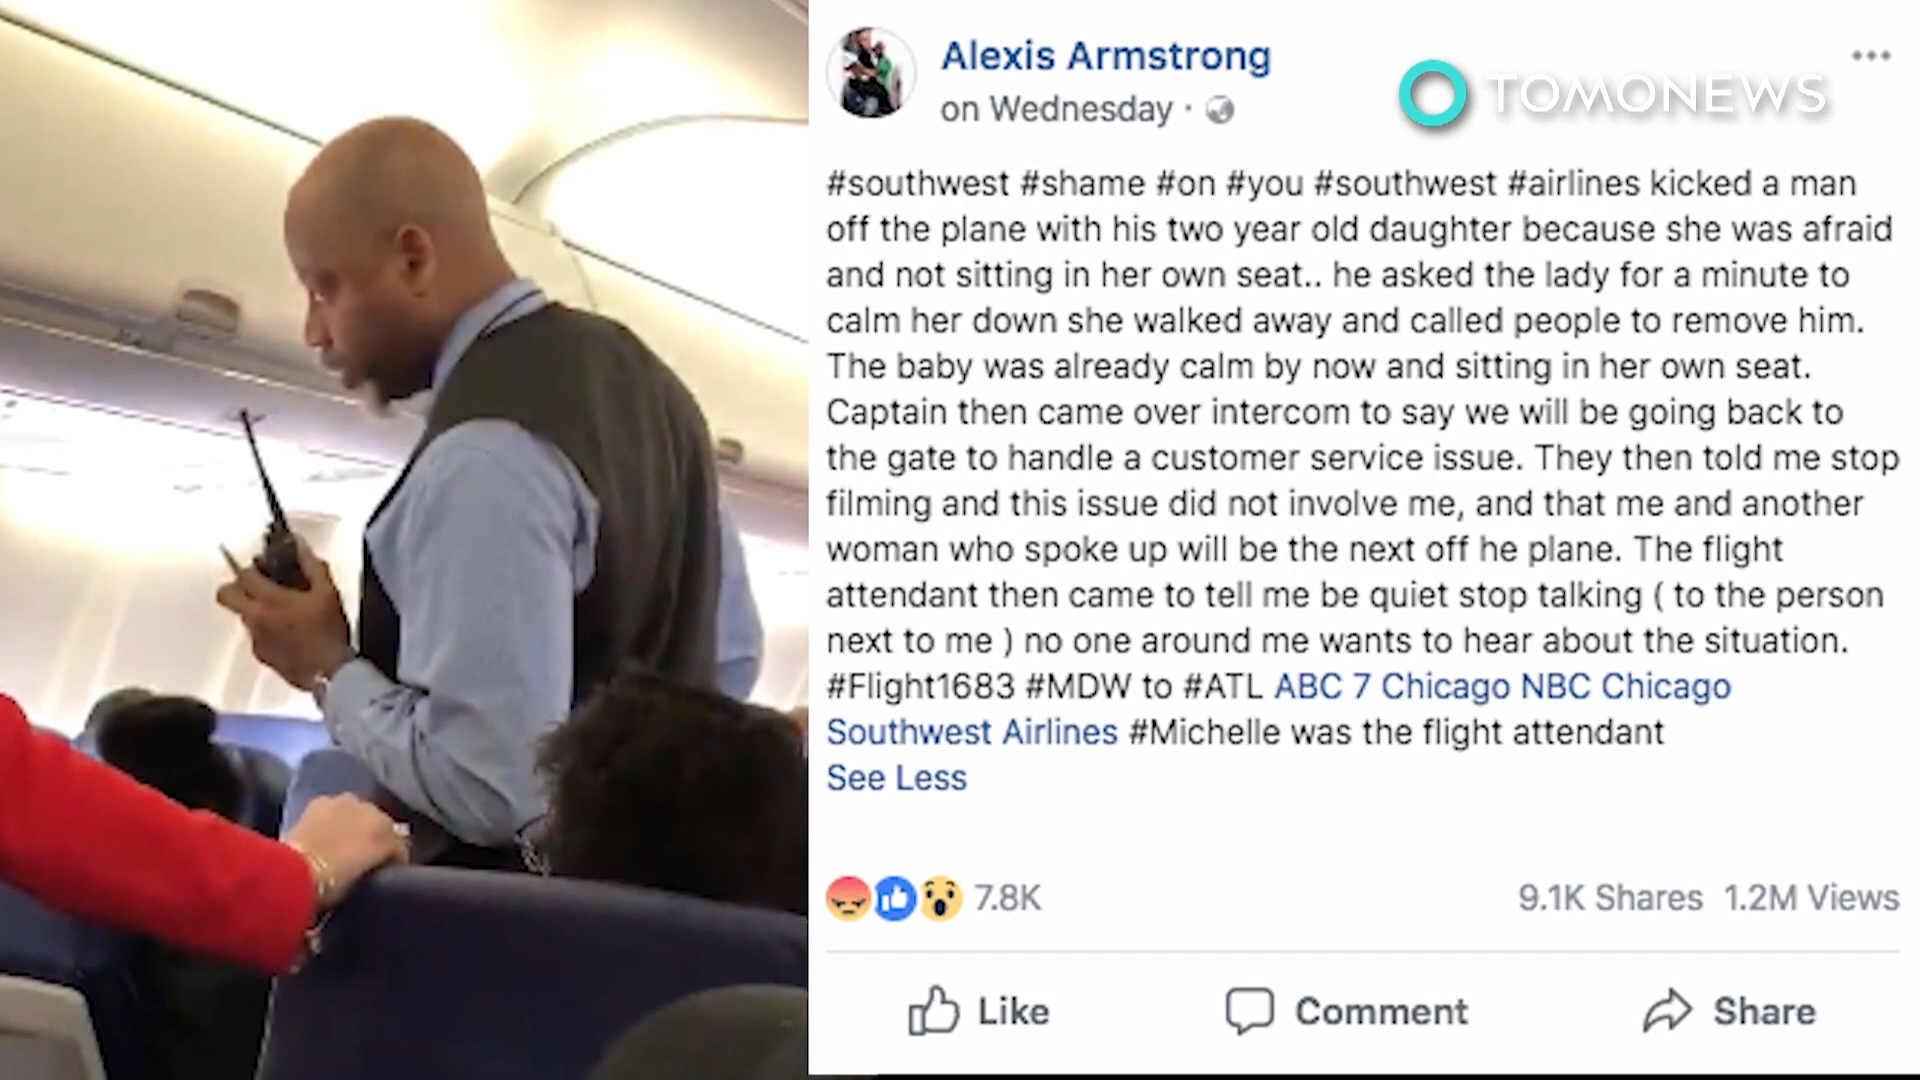 Alexis Armstrong
on Wednesday ·
TOMONEWS
#southwest #shame #on #you #southwest #airlines kicked a man
off the plane with his two year old daughter because she was afraid
and not sitting in her own seat.. he asked the lady for a minute to
calm her down she walked away and called people to remove him.
The baby was already calm by now and sitting in her own seat.
Captain then came over intercom to say we will be going back to
the gate to handle a customer service issue. They then told me stop
filming and this issue did not involve me, and that me and another
woman who spoke up will be the next off he plane. The flight
attendant then came to tell me be quiet stop talking ( to the person
next to me ) no one around me wants to hear about the situation.
#Flight1683 #MDW to #ATL ABC 7 Chicago NBC Chicago
Southwest Airlines #Michelle was the flight attendant
See Less
7.8K
9.1K Shares 1.2M Views
Like
Comment
Share